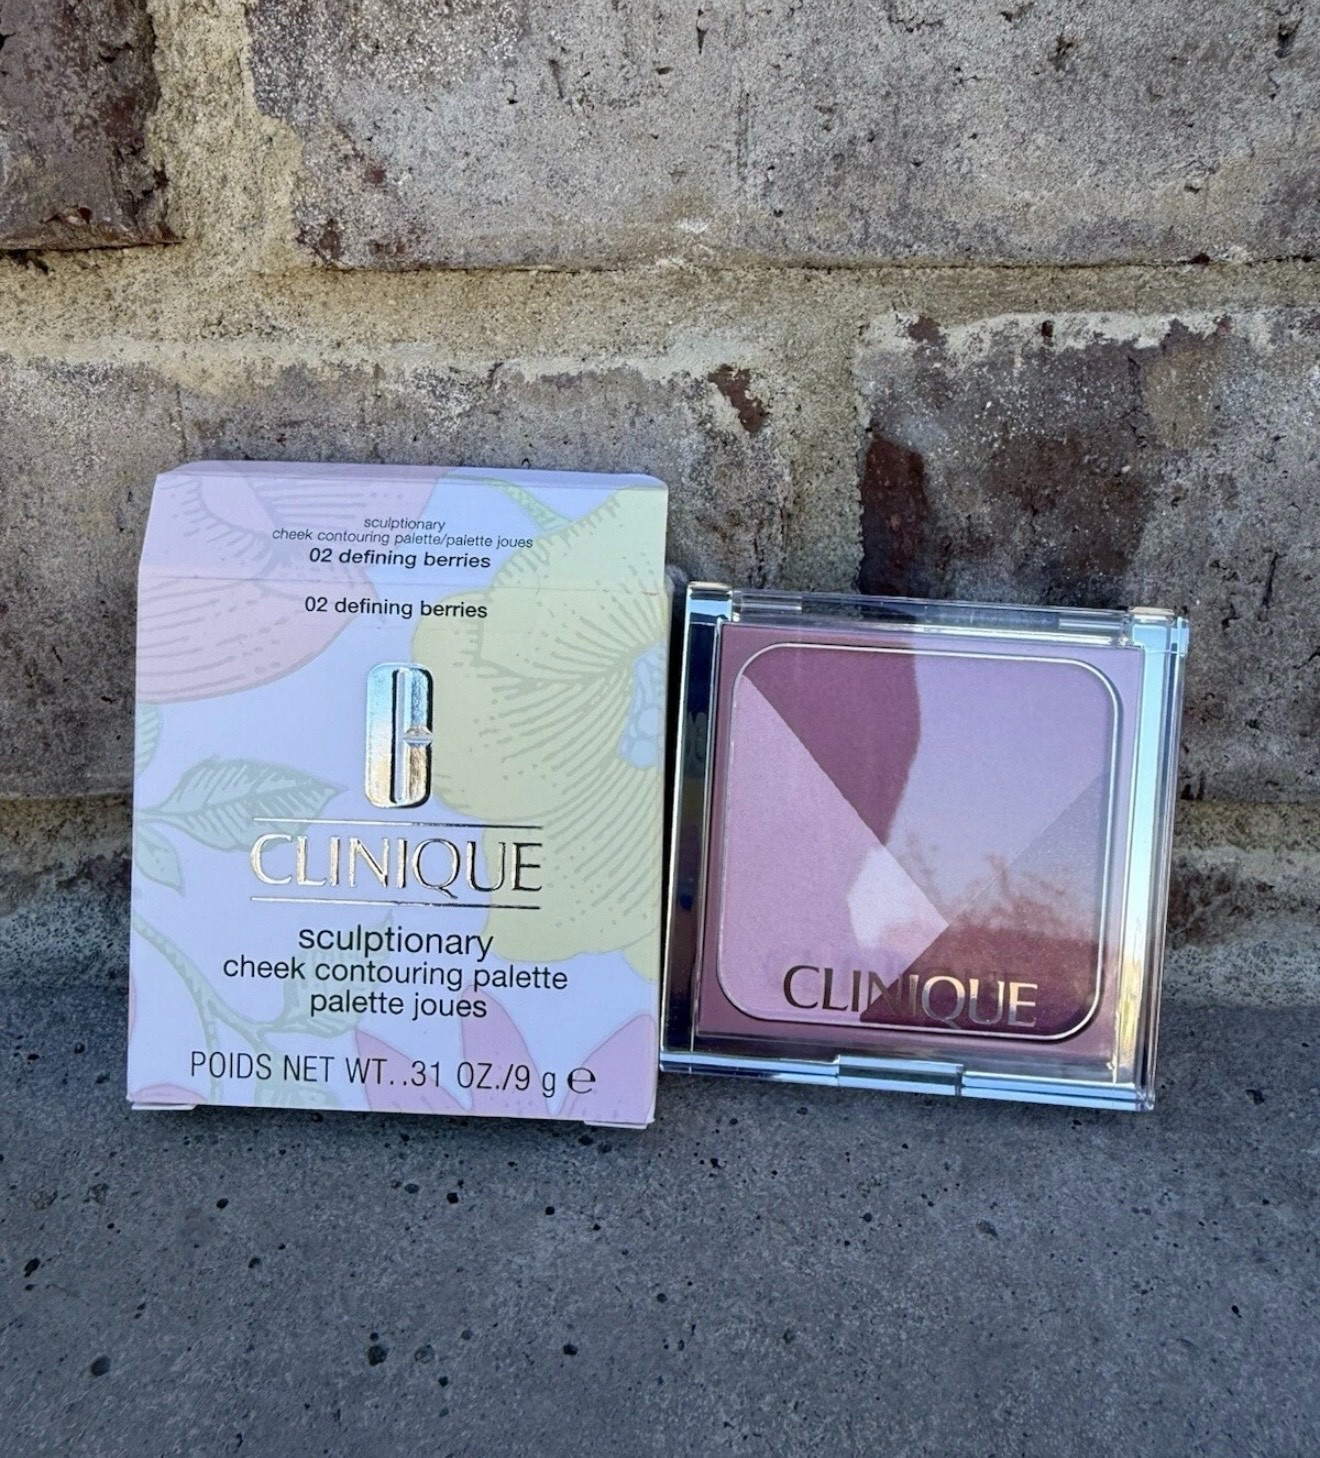 sculptionary
cheek contouring palette/palette joues
02 defining berries
02 defining berries
CLINIQUE
sculptionary
cheek contouring palette
palette joues
POIDS NET WT. .31 OZ./9 g ℮
CLINIQUE